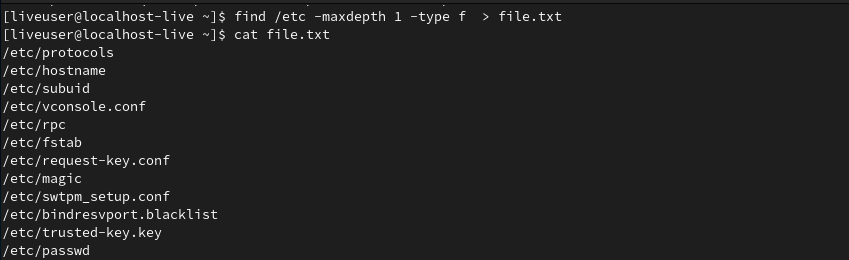 [liveuser@localhost-live ~]$ find /etc -maxdepth 1 -type f  > file.txt
[liveuser@localhost-live ~]$ cat file.txt
/etc/protocols
/etc/hostname
/etc/subuid
/etc/vconsole.conf
/etc/rpc
/etc/fstab
/etc/request-key.conf
/etc/magic
/etc/swtpm_setup.conf
/etc/bindresvport.blacklist
/etc/trusted-key.key
/etc/passwd